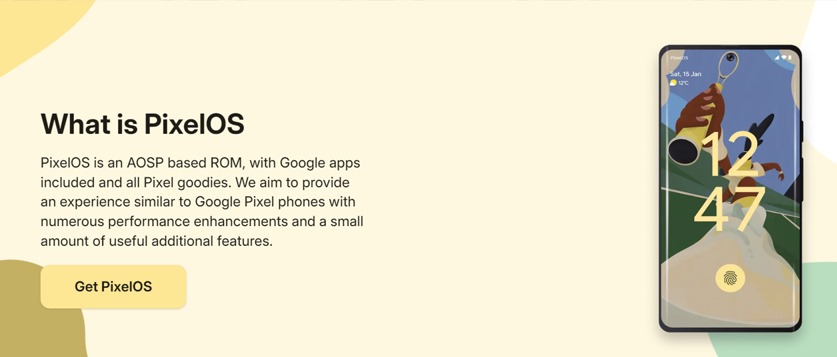 What is PixelOS
PixelOS is an AOSP based ROM, with Google apps
included and all Pixel goodies. We aim to provide
an experience similar to Google Pixel phones with
numerous performance enhancements and a small
amount of useful additional features.
Get PixelOS
PixelOS
Sat, 15 Jan
12°C
12
47